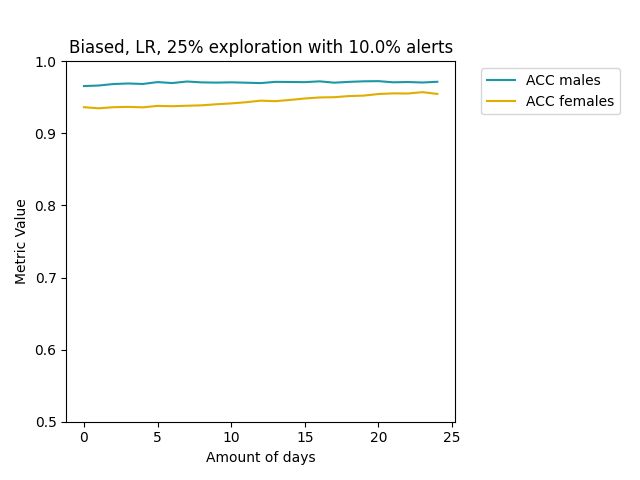 Biased, LR, 25% exploration with 10.0% alerts
ACC males
ACC females
Metric Value
1.0
0.9
0.8
0.7
0.6
0.5
0 5 10 15 20 25
Amount of days